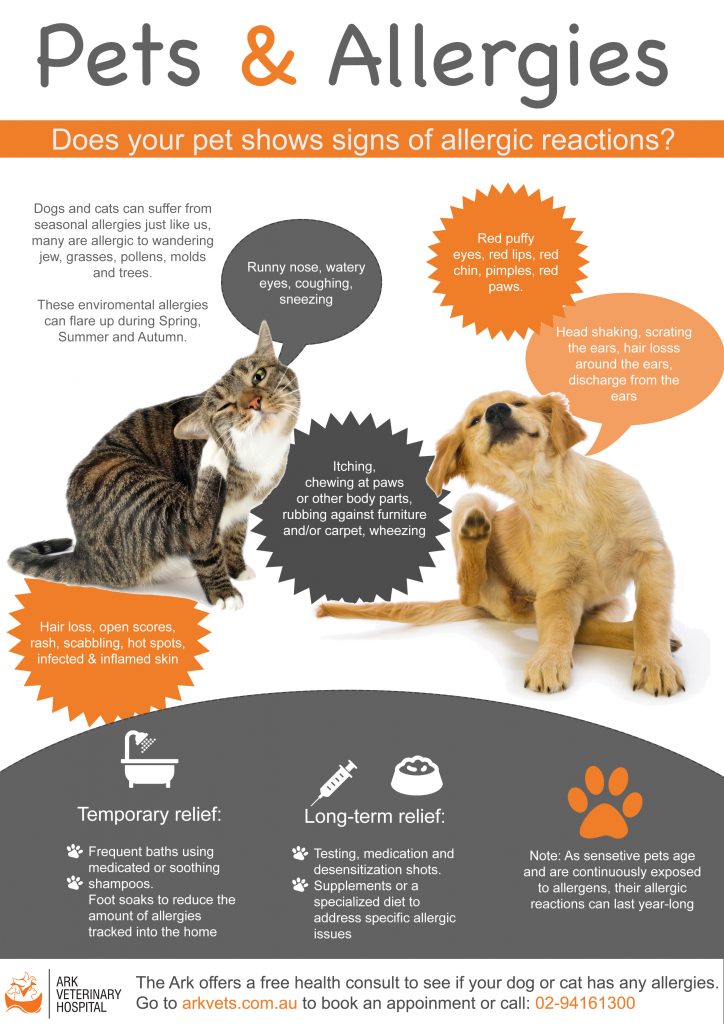 Pets & Allergies
Does your pet shows signs of allergic reactions?
Dogs and cats can suffer from
seasonal allergies just like us,
many are allergic to wandering
jew, grasses, pollens, molds
and trees.
These enviromental allergies
can flare up during Spring,
Summer and Autumn.
Runny nose, watery
eyes, coughing,
sneezing
Red puffy
eyes, red lips, red
chin, pimples, red
paws.
Head shaking, scrating
the ears, hair losss
around the ears,
discharge from the
ears
Itching,
chewing at paws
or other body parts,
rubbing against furniture
and/or carpet, wheezing
Hair loss, open scores,
rash, scabbling, hot spots,
infected & inflamed skin
Temporary relief:
Frequent baths using
medicated or soothing
shampoos.
Foot soaks to reduce the
amount of allergies
tracked into the home
Long-term relief:
Testing, medication and
desensitization shots.
Supplements or a
specialized diet to
address specific allergic
issues
Note: As sensetive pets age
and are continuously exposed
to allergens, their allergic
reactions can last year-long
ARK
VETERINARY
HOSPITAL
The Ark offers a free health consult to see if your dog or cat has any allergies.
Go to arkvets.com.au to book an appoinment or call: 02-94161300